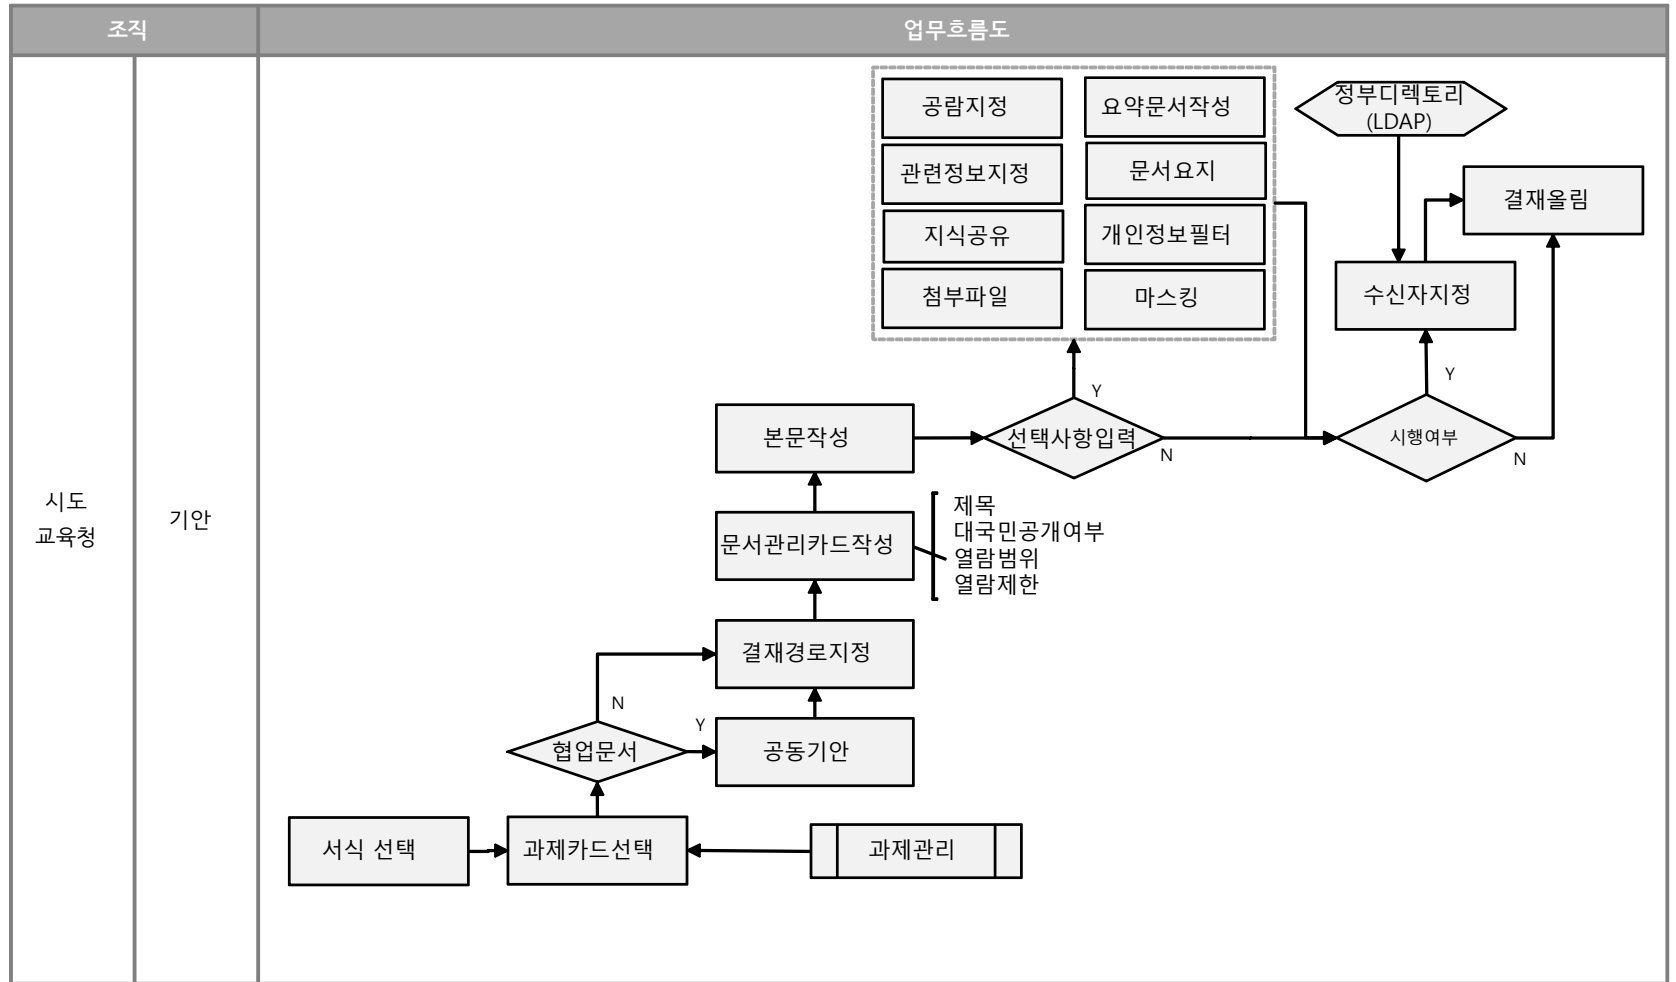 조직
업무흐름도
시도
교육청
기안
공람지정
관련정보지정
지식공유
첨부파일
요약문서작성
문서요지
개인정보필터
마스킹
정부디렉토리
(LDAP)
결재올림
수신자지정
Y
Y
본문작성
선택사항입력
N
시행여부
N
문서관리카드작성
제목
대국민공개여부
열람범위
열람제한
결재경로지정
N
Y
협업문서
공동기안
서식 선택
과제카드선택
과제관리